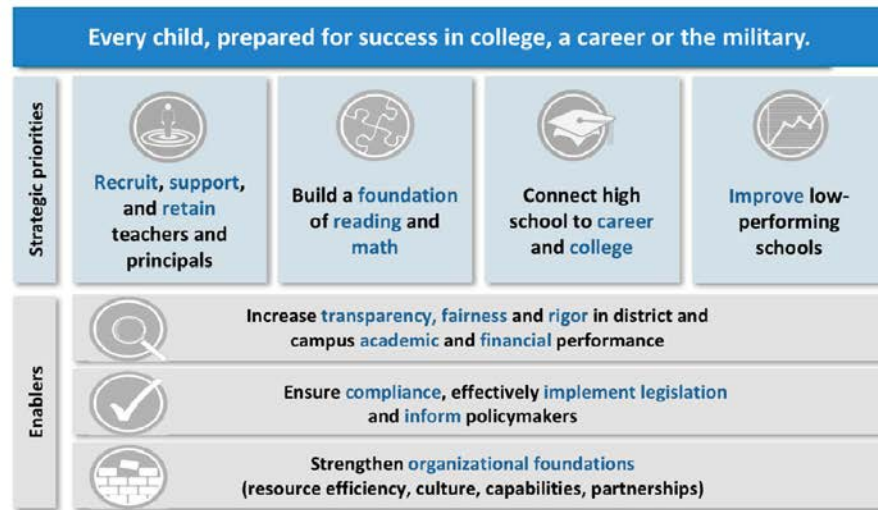 Every child, prepared for success in college, a career or the military.
Strategic priorities
Recruit, support,
and retain
teachers and
principals
Build a foundation
of reading and
math
Connect high
school to career
and college
Improve low-
performing
schools
Enablers
Increase transparency, fairness and rigor in district and
campus academic and financial performance
Ensure compliance, effectively implement legislation
and inform policymakers
Strengthen organizational foundations
(resource efficiency, culture, capabilities, partnerships)